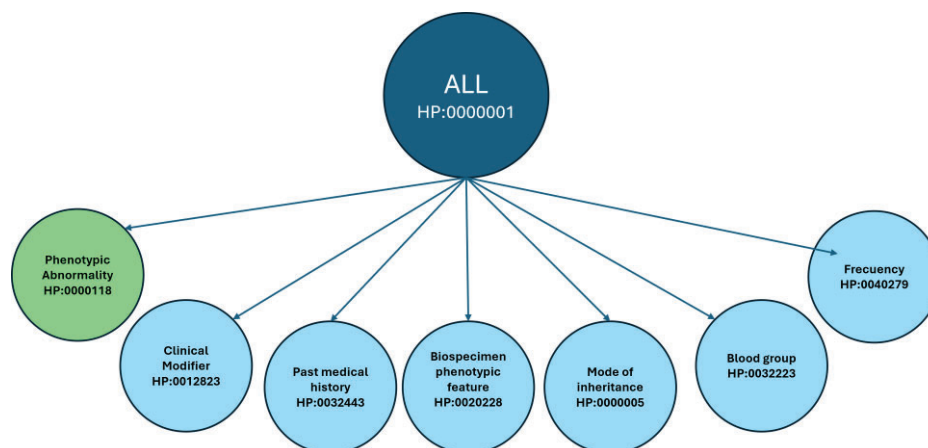 ALL
HP:0000001
Phenotypic
Abnormality
HP:0000118
Clinical
Modifier
HP:0012823
Past medical
history
HP:0032443
Biospecimen
phenotypic
feature
HP:0020228
Mode of
inheritance
HP:0000005
Blood group
HP:0032223
Frecuency
HP:0040279